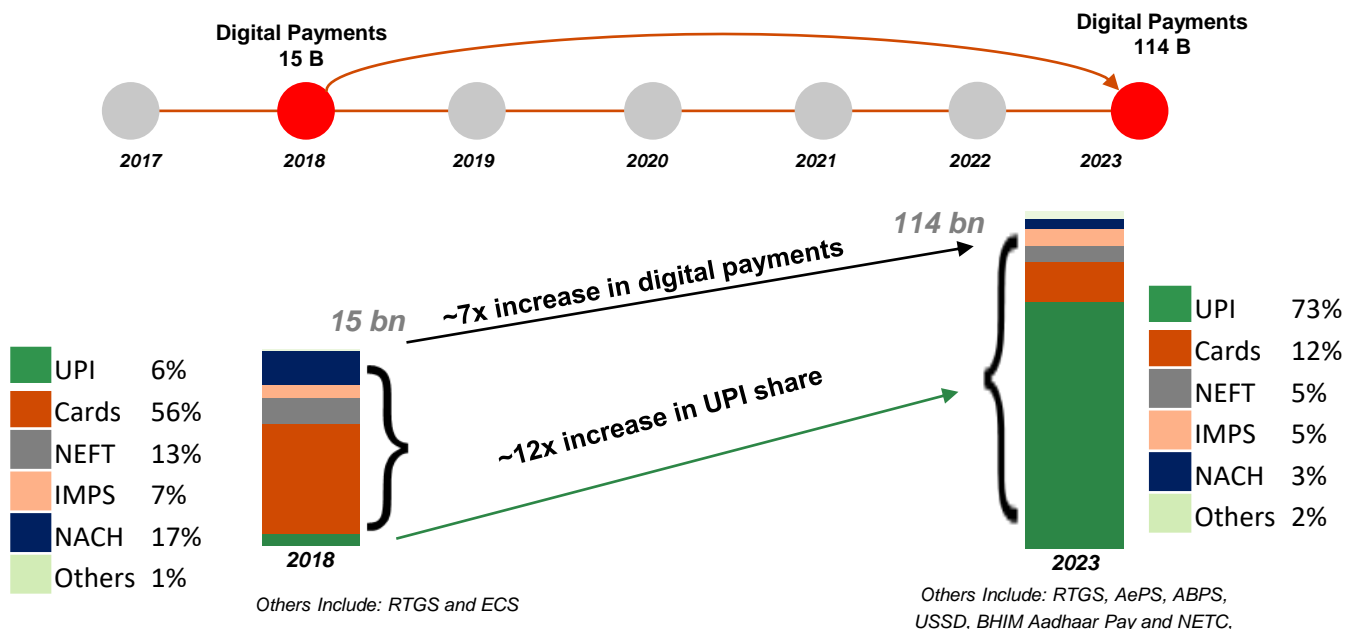 Digital Payments
15 B
Digital Payments
114 B
2017
2018
2019
2020
2021
2022
2023
114 bn
~7x increase in digital payments
15 bn
~12x increase in UPI share
UPI 6%
Cards 56%
NEFT 13%
IMPS 7%
NACH 17%
Others 1%
2018
Others Include: RTGS and ECS
UPI 73%
Cards 12%
NEFT 5%
IMPS 5%
NACH 3%
Others 2%
2023
Others Include: RTGS, AePS, ABPS,
USSD, BHIM Aadhaar Pay and NETC,